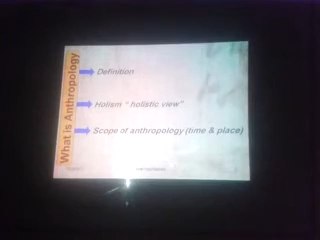 What is Anthropology
Definition
Holism " holistic view"
Scope of anthropology (time & place)